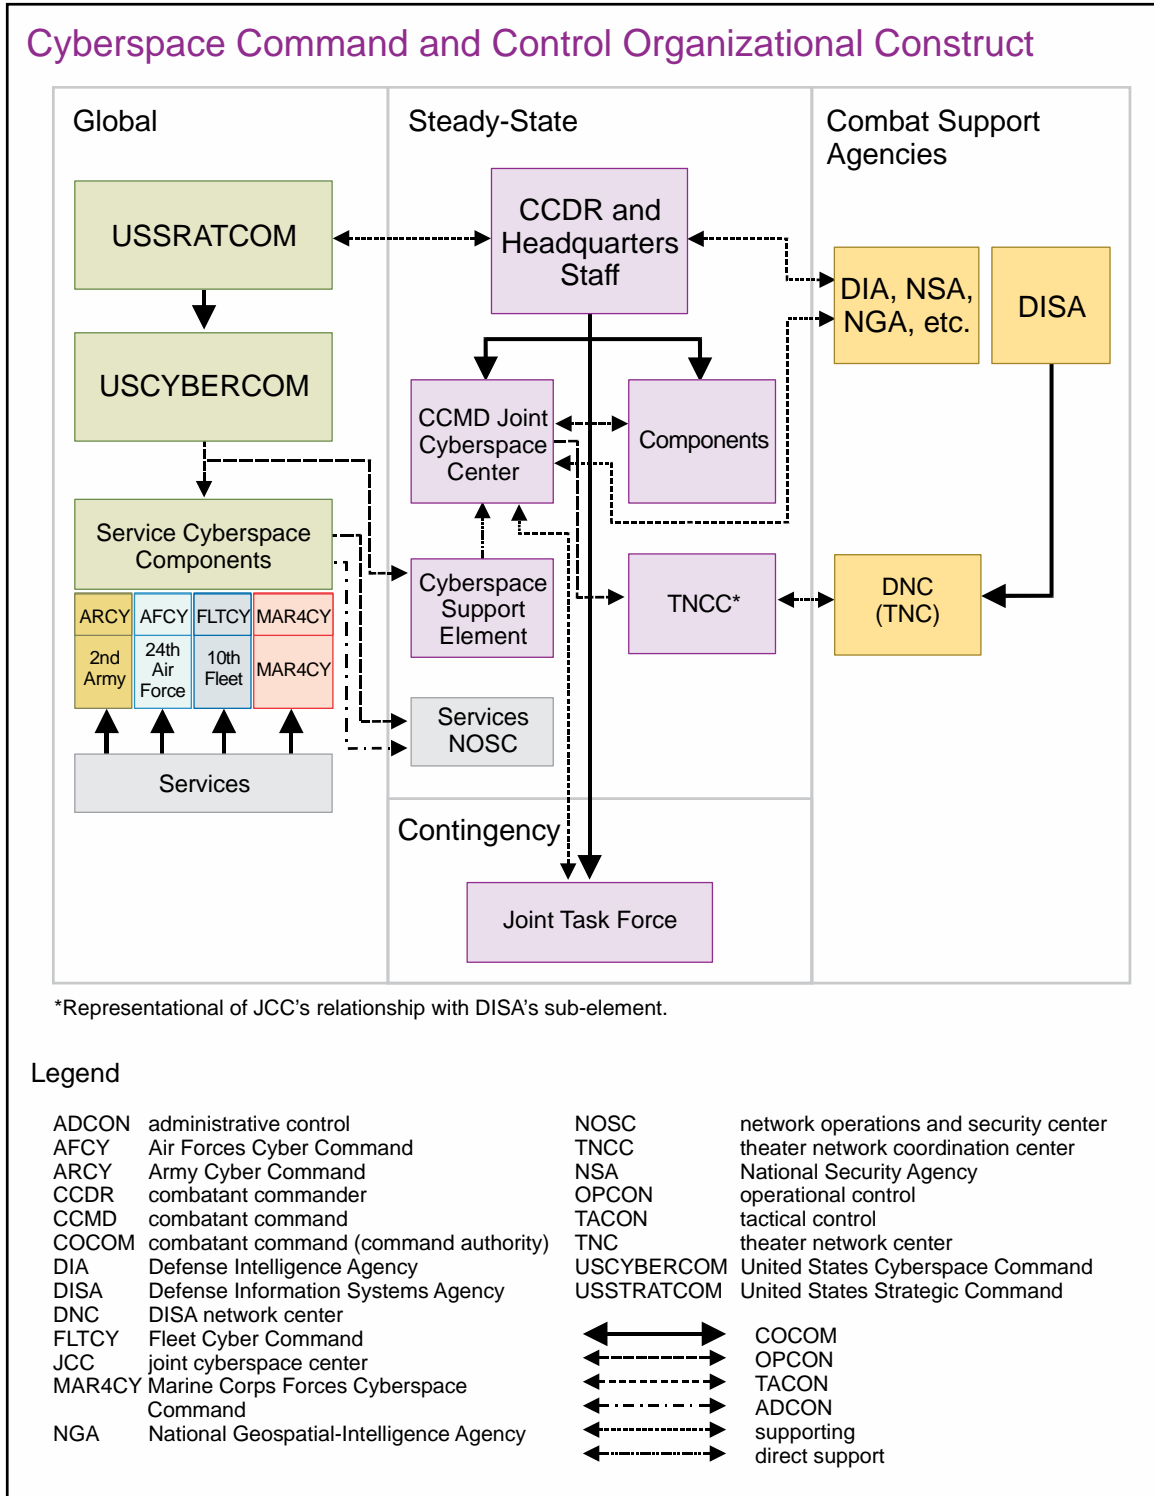 Cyberspace Command and Control Organizational Construct
Global
Steady-State
Combat Support
Agencies
USSRATCOM
CCDR and
Headquarters
Staff
DIA, NSA,
NGA, etc.
DISA
USCYBERCOM
CCMD Joint
Cyberspace
Center
Components
Service Cyberspace
Components
Cyberspace
Support
Element
TNCC*
DNC
(TNC)
ARCY
AFCY
FLTCY
MAR4CY
2nd
Army
24th
Air
Force
10th
Fleet
MAR4CY
Services
NOSC
Services
Contingency
Joint Task Force
*Representational of JCC’s relationship with DISA’s sub-element.
Legend
ADCON administrative control
AFCY Air Forces Cyber Command
ARCY Army Cyber Command
CCDR combatant commander
CCMD combatant command
COCOM combatant command (command authority)
DIA Defense Intelligence Agency
DISA Defense Information Systems Agency
DNC DISA network center
FLTCY Fleet Cyber Command
JCC joint cyberspace center
MAR4CY Marine Corps Forces Cyberspace
Command
NGA National Geospatial-Intelligence Agency
NOSC network operations and security center
TNCC theater network coordination center
NSA National Security Agency
OPCON operational control
TACON tactical control
TNC theater network center
USCYBERCOM United States Cyberspace Command
USSTRATCOM United States Strategic Command
COCOM
OPCON
TACON
ADCON
supporting
direct support